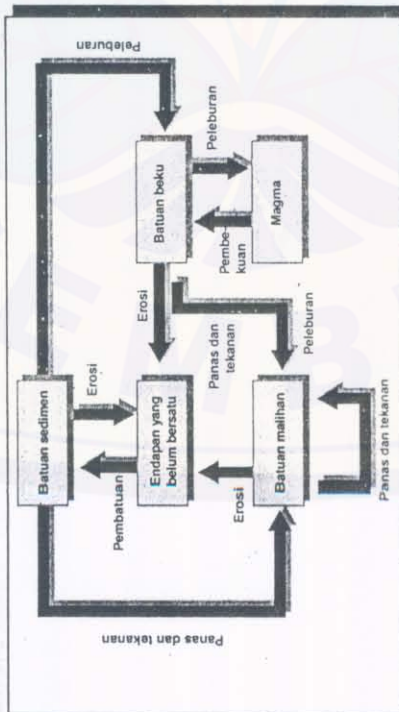 Peleburan
Batuan sedimen
Erosi
Pembatuan
Endapan yang
belum bersatu
Erosi
Batuan beku
Peleburan
Pembe-
kuan
Magma
Panas dan
tekanan
Erosi
Batuan malihan
Peleburan
Panas dan tekanan
Panas dan tekanan